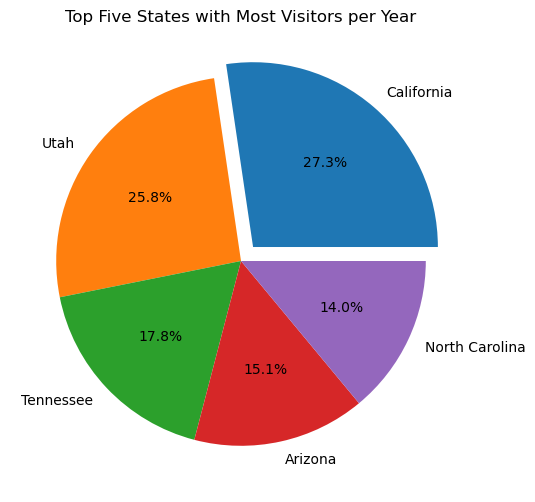 Top Five States with Most Visitors per Year
California
27.3%
Utah
25.8%
Tennessee
17.8%
Arizona
15.1%
North Carolina
14.0%